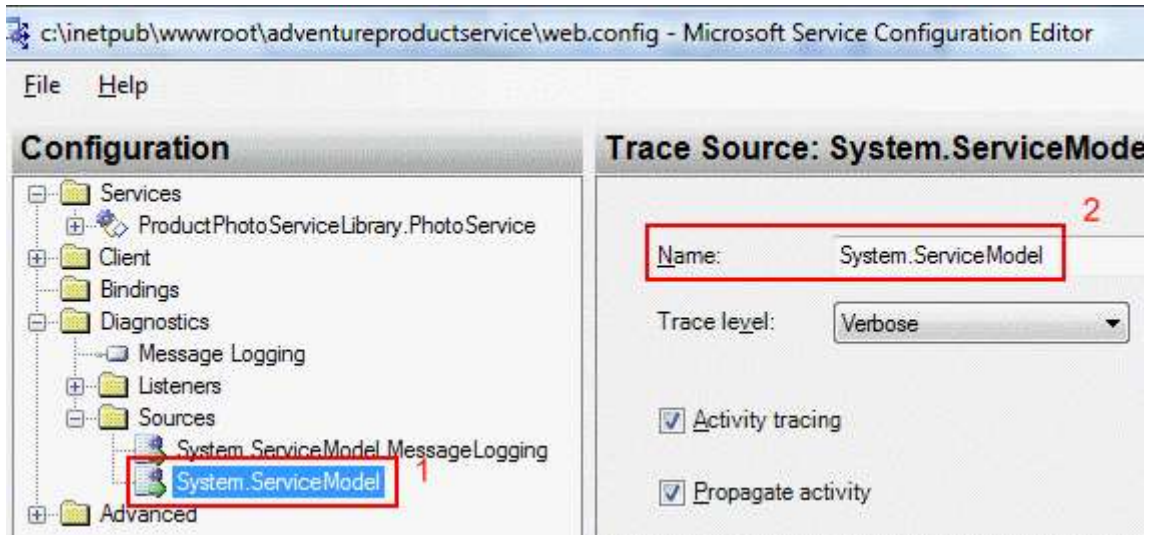 c:\inetpub\wwwroot\adventureproductservice\web.config - Microsoft Service Configuration Editor
File Help
Configuration
Services
ProductPhotoServiceLibrary.PhotoService
Client
Bindings
Diagnostics
Message Logging
Listeners
Sources
System.ServiceModel.MessageLogging
System.ServiceModel 1
Advanced
Trace Source: System.ServiceMode
2
Name: System.ServiceModel
Trace level: Verbose
Activity tracing
Propagate activity